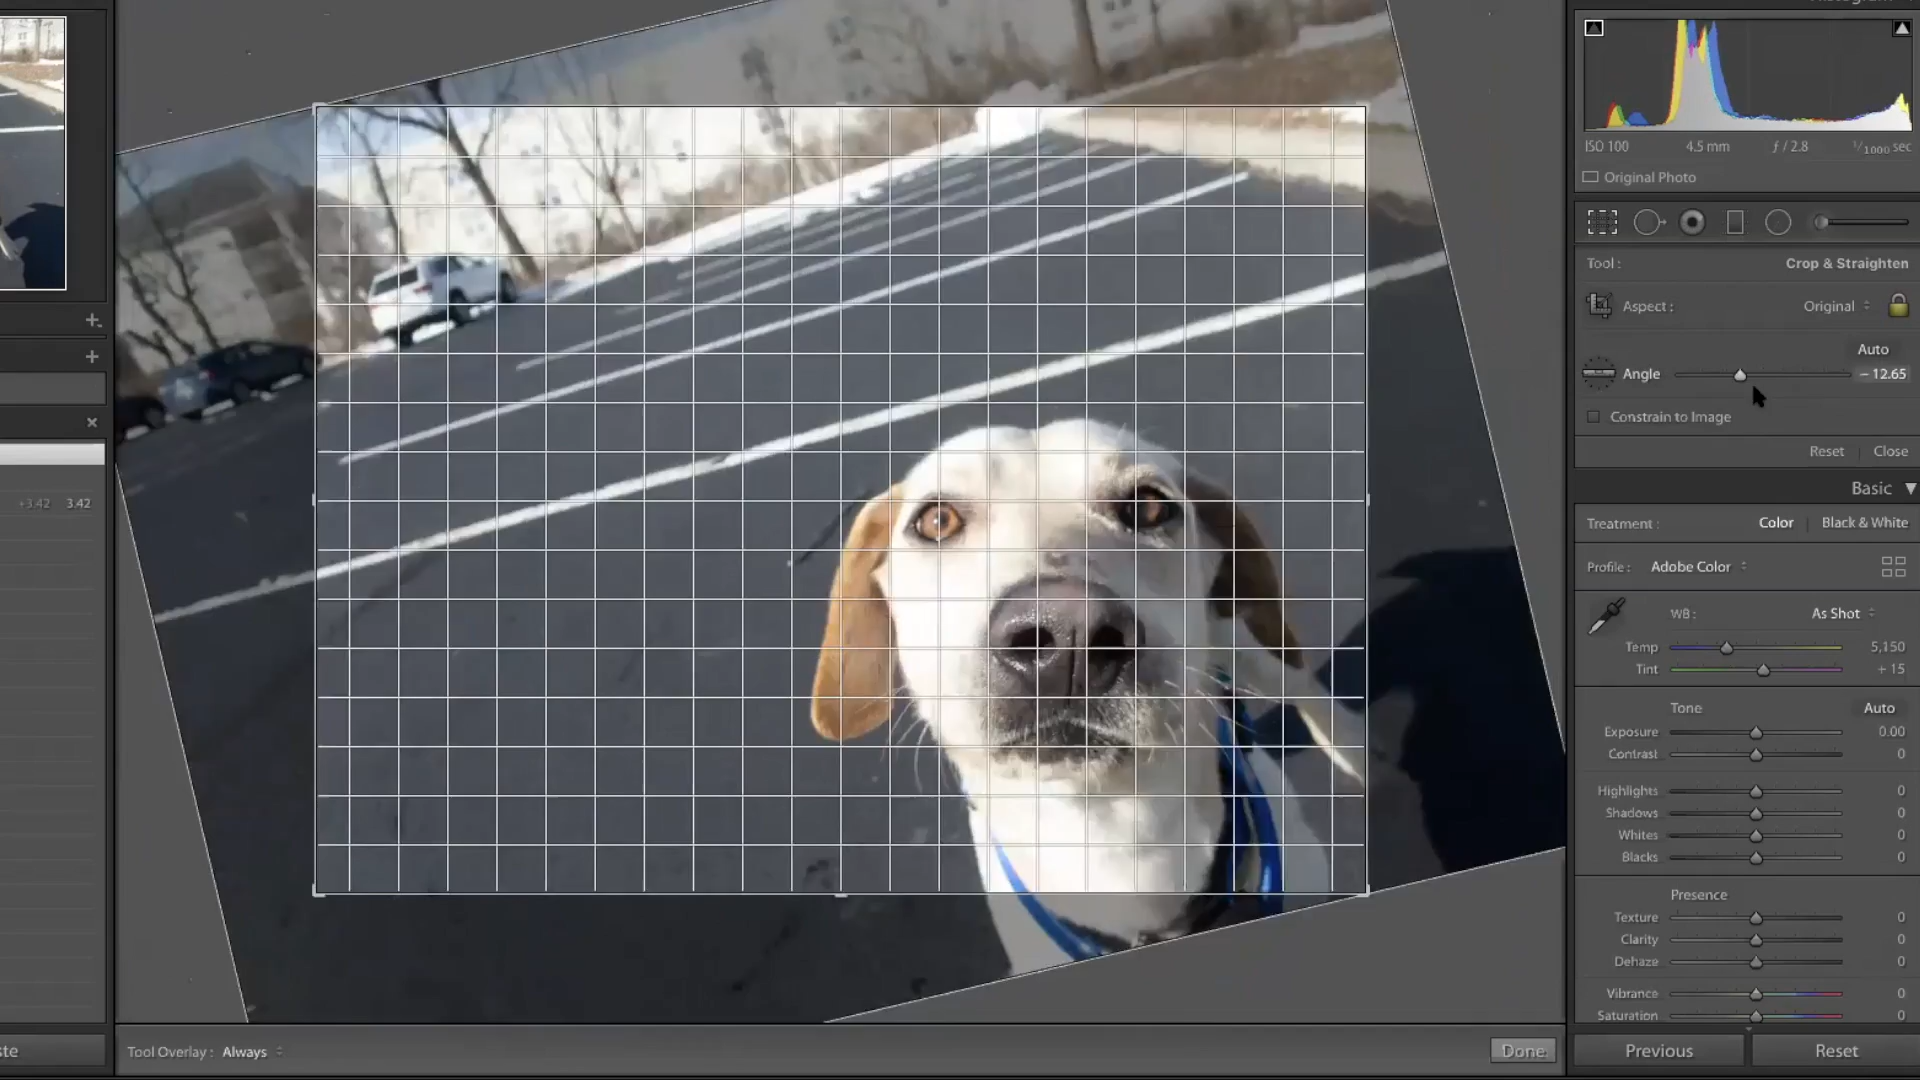 Histogram
ISO 100 4.5 mm ƒ / 2.8 1/1000 sec
Original Photo
Tool : Crop & Straighten
Aspect : Original
Auto
Angle – 12.65
Constrain to Image
Reset Close
Basic
Treatment : Color Black & White
Profile : Adobe Color
WB : As Shot
Temp 5,150
Tint + 15
Tone Auto
Exposure 0.00
Contrast 0
Highlights 0
Shadows 0
Whites 0
Blacks 0
Presence
Texture 0
Clarity 0
Dehaze 0
Vibrance 0
Saturation 0
Previous Reset
+3.42 3.42
Tool Overlay : Always Done